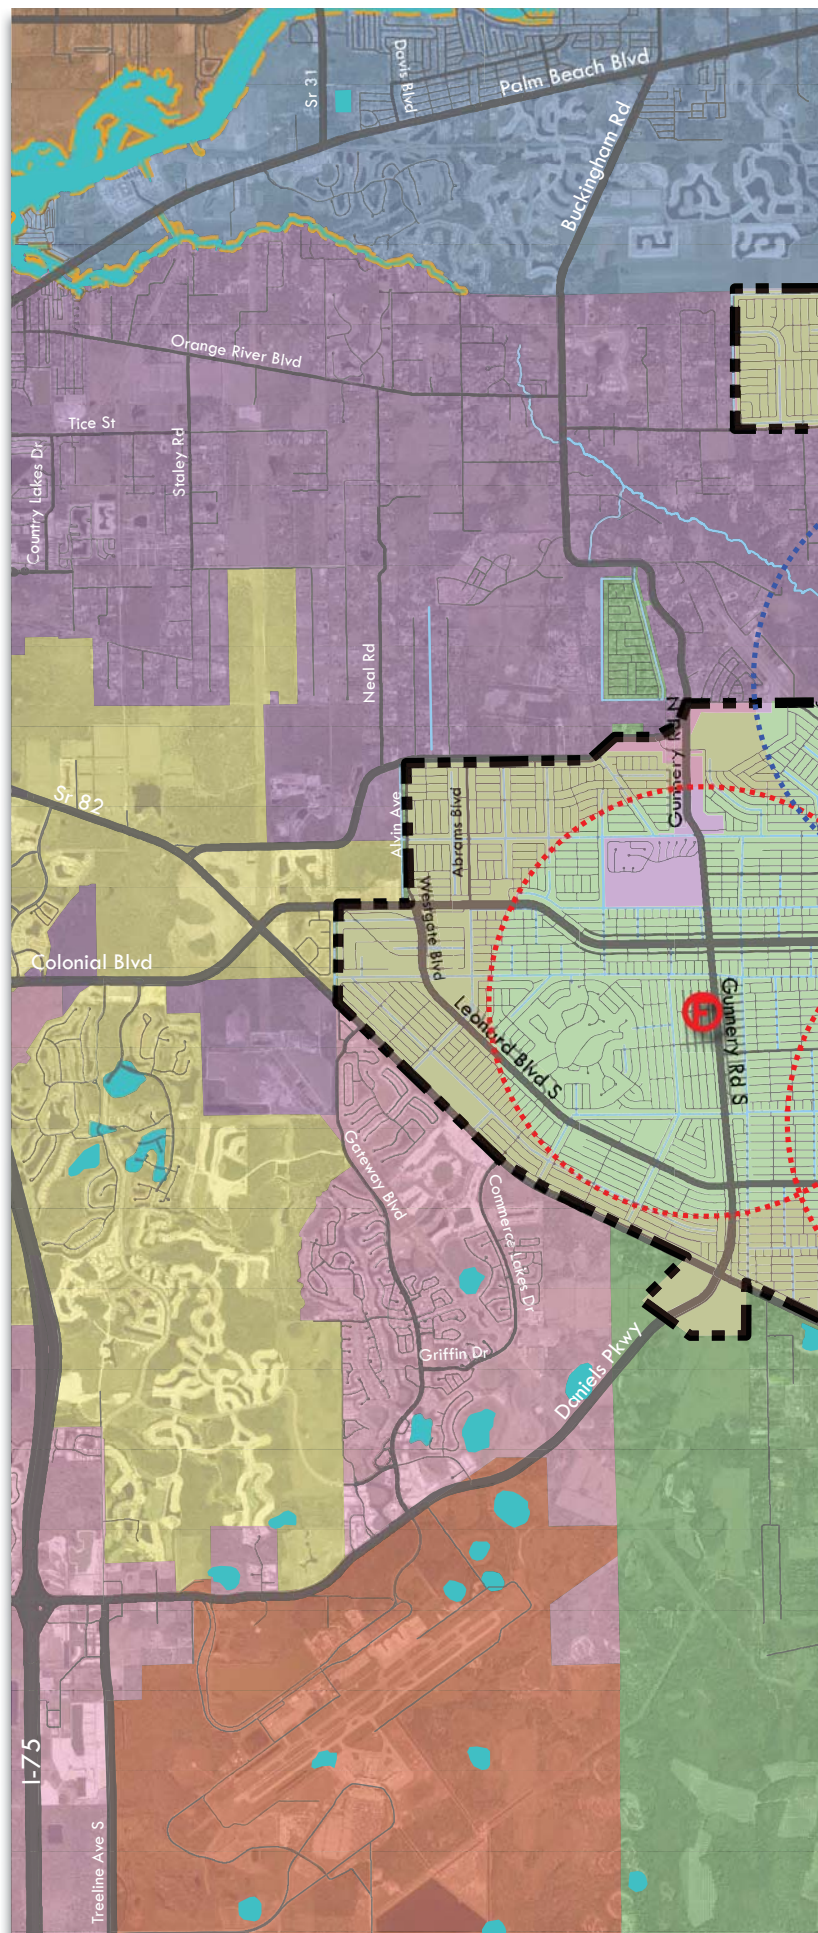 Sr 31
Davis Blvd
Palm Beach Blvd
Buckingham Rd
Orange River Blvd
Tice St
Country Lakes Dr
Staley Rd
Neal Rd
Gunnery Rd N
Sr 82
Alvin Ave
Abrams Blvd
Westgate Blvd
Colonial Blvd
Leonard Blvd S
Gunnery Rd S
H
Gateway Blvd
Commerce Lakes Dr
Griffin Dr
Daniels Pkwy
I-75
Treeline Ave S